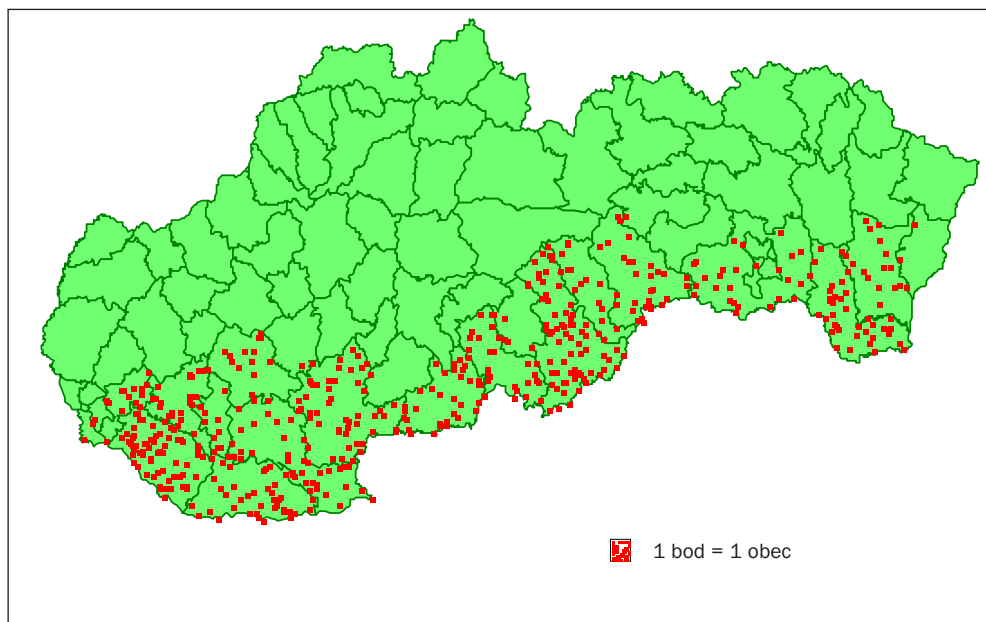 1 bod = 1 obec